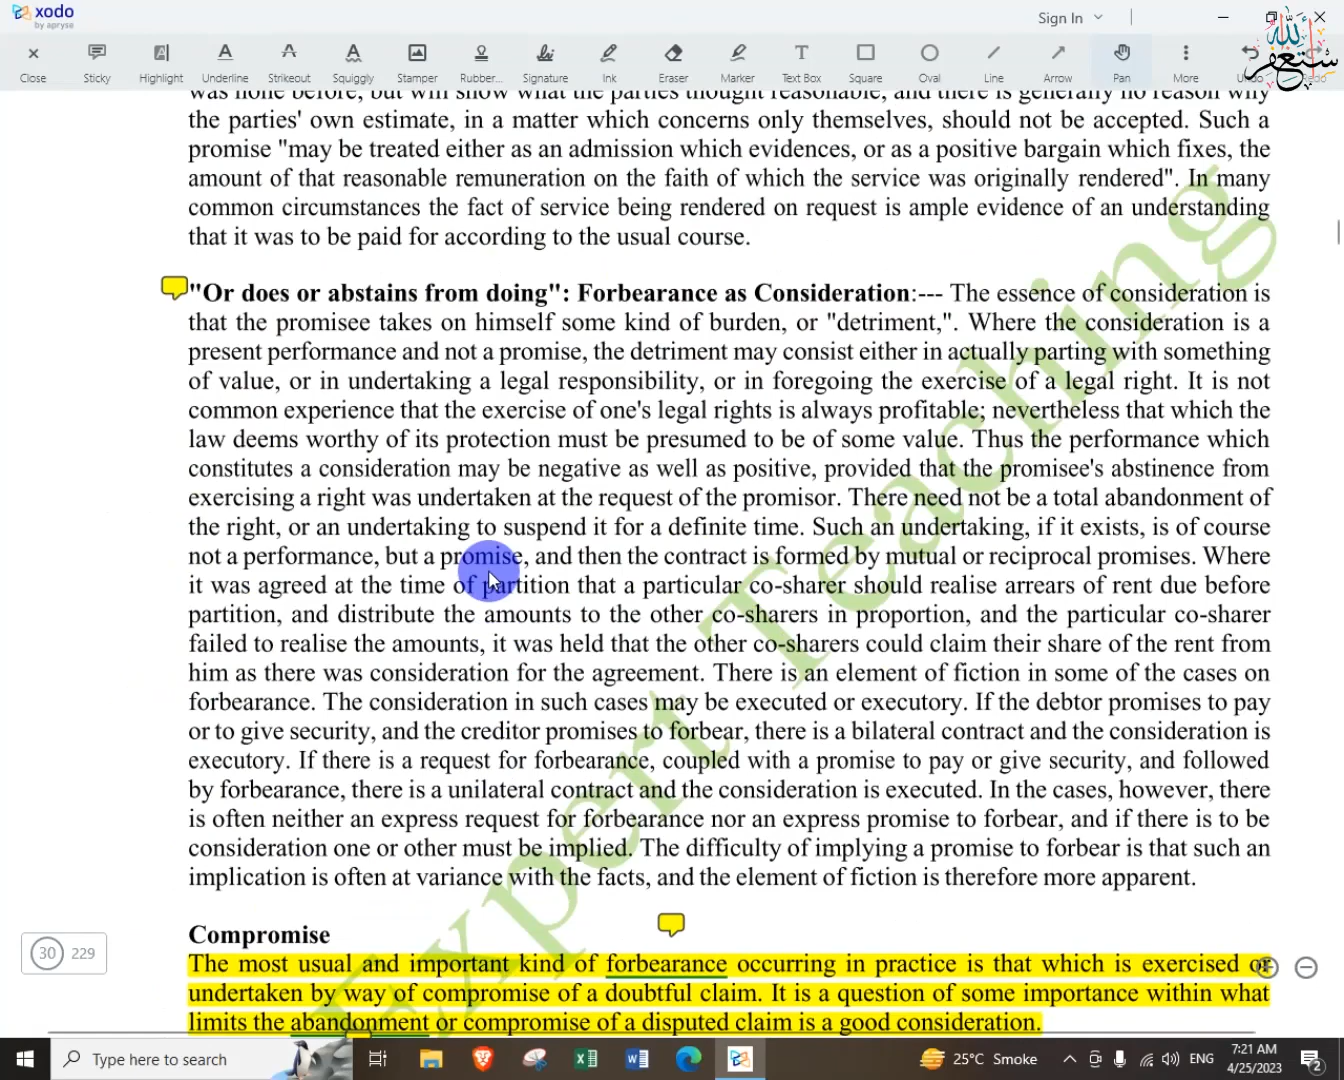 xodo
by apryse
Sign In
Close Sticky Highlight Underline Strikeout Squiggly Stamper Rubber... Signature Ink Eraser Marker Text Box Square Oval Line Arrow Pan More
was none before, but will show what the parties thought reasonable, and there is generally no reason why
the parties' own estimate, in a matter which concerns only themselves, should not be accepted. Such a
promise "may be treated either as an admission which evidences, or as a positive bargain which fixes, the
amount of that reasonable remuneration on the faith of which the service was originally rendered". In many
common circumstances the fact of service being rendered on request is ample evidence of an understanding
that it was to be paid for according to the usual course.
"Or does or abstains from doing": Forbearance as Consideration:--- The essence of consideration is
that the promisee takes on himself some kind of burden, or "detriment,". Where the consideration is a
present performance and not a promise, the detriment may consist either in actually parting with something
of value, or in undertaking a legal responsibility, or in foregoing the exercise of a legal right. It is not
common experience that the exercise of one's legal rights is always profitable; nevertheless that which the
law deems worthy of its protection must be presumed to be of some value. Thus the performance which
constitutes a consideration may be negative as well as positive, provided that the promisee's abstinence from
exercising a right was undertaken at the request of the promisor. There need not be a total abandonment of
the right, or an undertaking to suspend it for a definite time. Such an undertaking, if it exists, is of course
not a performance, but a promise, and then the contract is formed by mutual or reciprocal promises. Where
it was agreed at the time of partition that a particular co-sharer should realise arrears of rent due before
partition, and distribute the amounts to the other co-sharers in proportion, and the particular co-sharer
failed to realise the amounts, it was held that the other co-sharers could claim their share of the rent from
him as there was consideration for the agreement. There is an element of fiction in some of the cases on
forbearance. The consideration in such cases may be executed or executory. If the debtor promises to pay
or to give security, and the creditor promises to forbear, there is a bilateral contract and the consideration is
executory. If there is a request for forbearance, coupled with a promise to pay or give security, and followed
by forbearance, there is a unilateral contract and the consideration is executed. In the cases, however, there
is often neither an express request for forbearance nor an express promise to forbear, and if there is to be
consideration one or other must be implied. The difficulty of implying a promise to forbear is that such an
implication is often at variance with the facts, and the element of fiction is therefore more apparent.
Compromise
The most usual and important kind of forbearance occurring in practice is that which is exercised or
undertaken by way of compromise of a doubtful claim. It is a question of some importance within what
limits the abandonment or compromise of a disputed claim is a good consideration.
Expert Teaching
30 229
Type here to search
25°C Smoke
ENG
7:21 AM
4/25/2023
2